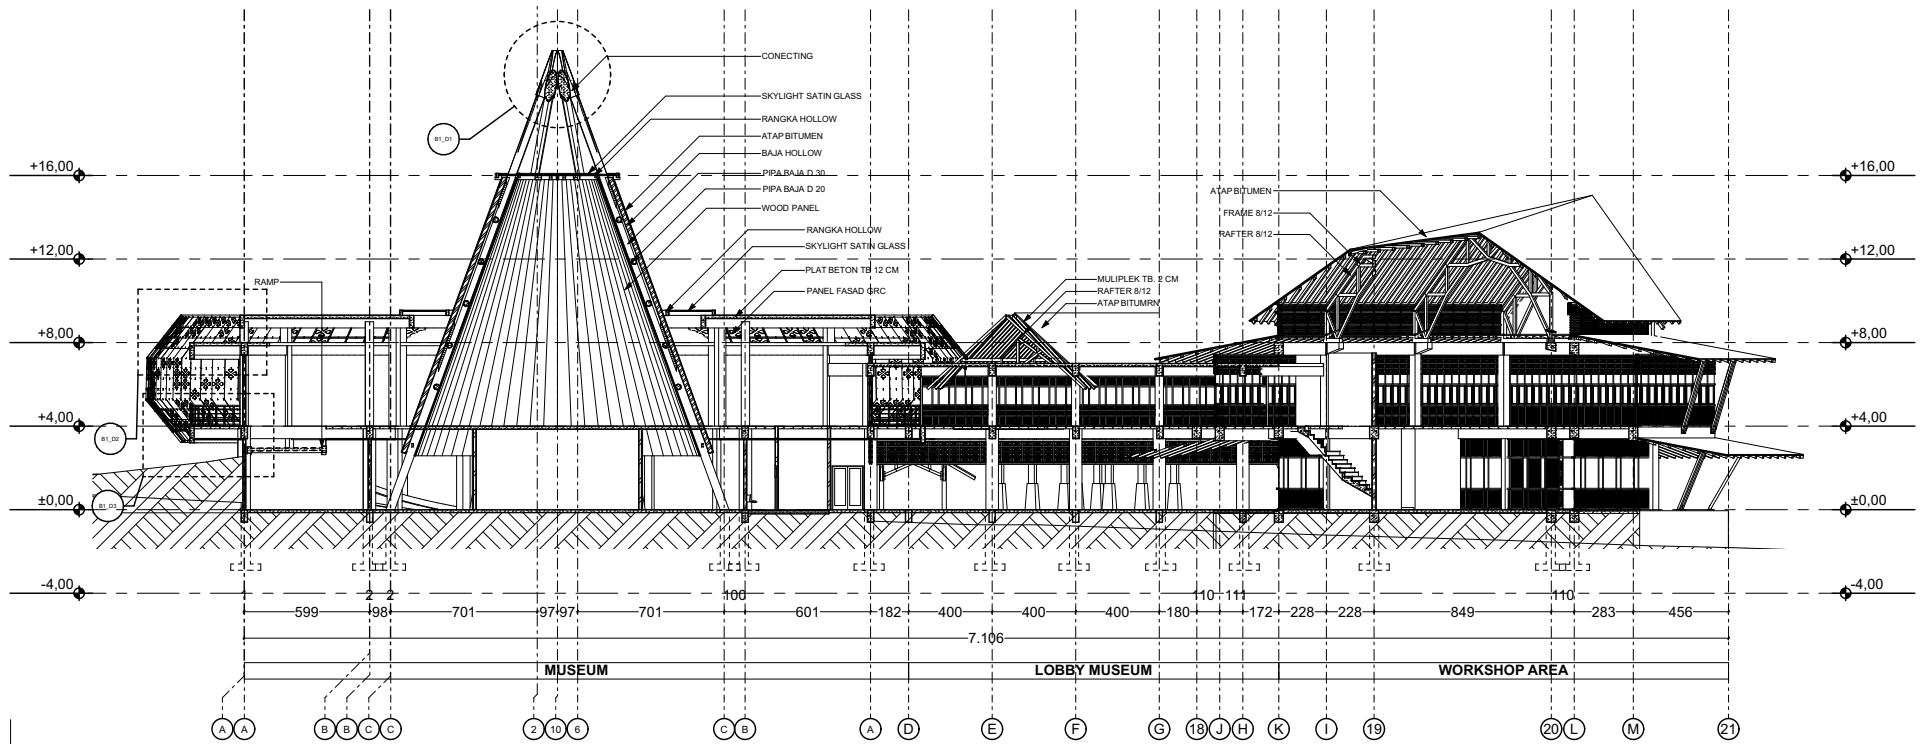 CONECTING
SKYLIGHT SATIN GLASS
RANGKA HOLLOW
B1_D1
ATAP BITUMEN
BAJA HOLLOW
+16,00
PIPA BAJA D 30
+16,00
PIPA BAJA D 20
ATAP BITUMEN
WOOD PANEL
FRAME 8/12
RANGKA HOLLOW
RAFTER 8/12
+12,00
SKYLIGHT SATIN GLASS
+12,00
PLAT BETON TB 12 CM
RAMP
MULIPLEK TB. 2 CM
PANEL FASAD GRC
RAFTER 8/12
ATAP BITUMRN
+8,00
+8,00
+4,00
+4,00
B1_D2
±0,00
B1_D3
±0,00
-4,00
-4,00
2 2 100 110 111 110
599 98 701 97 97 701 601 182 400 400 400 180 172 228 228 849 283 456
7.106
MUSEUM LOBBY MUSEUM WORKSHOP AREA
A A B B C C 2 10 6 C B A D E F G 18 J H K I 19 20 L M 21